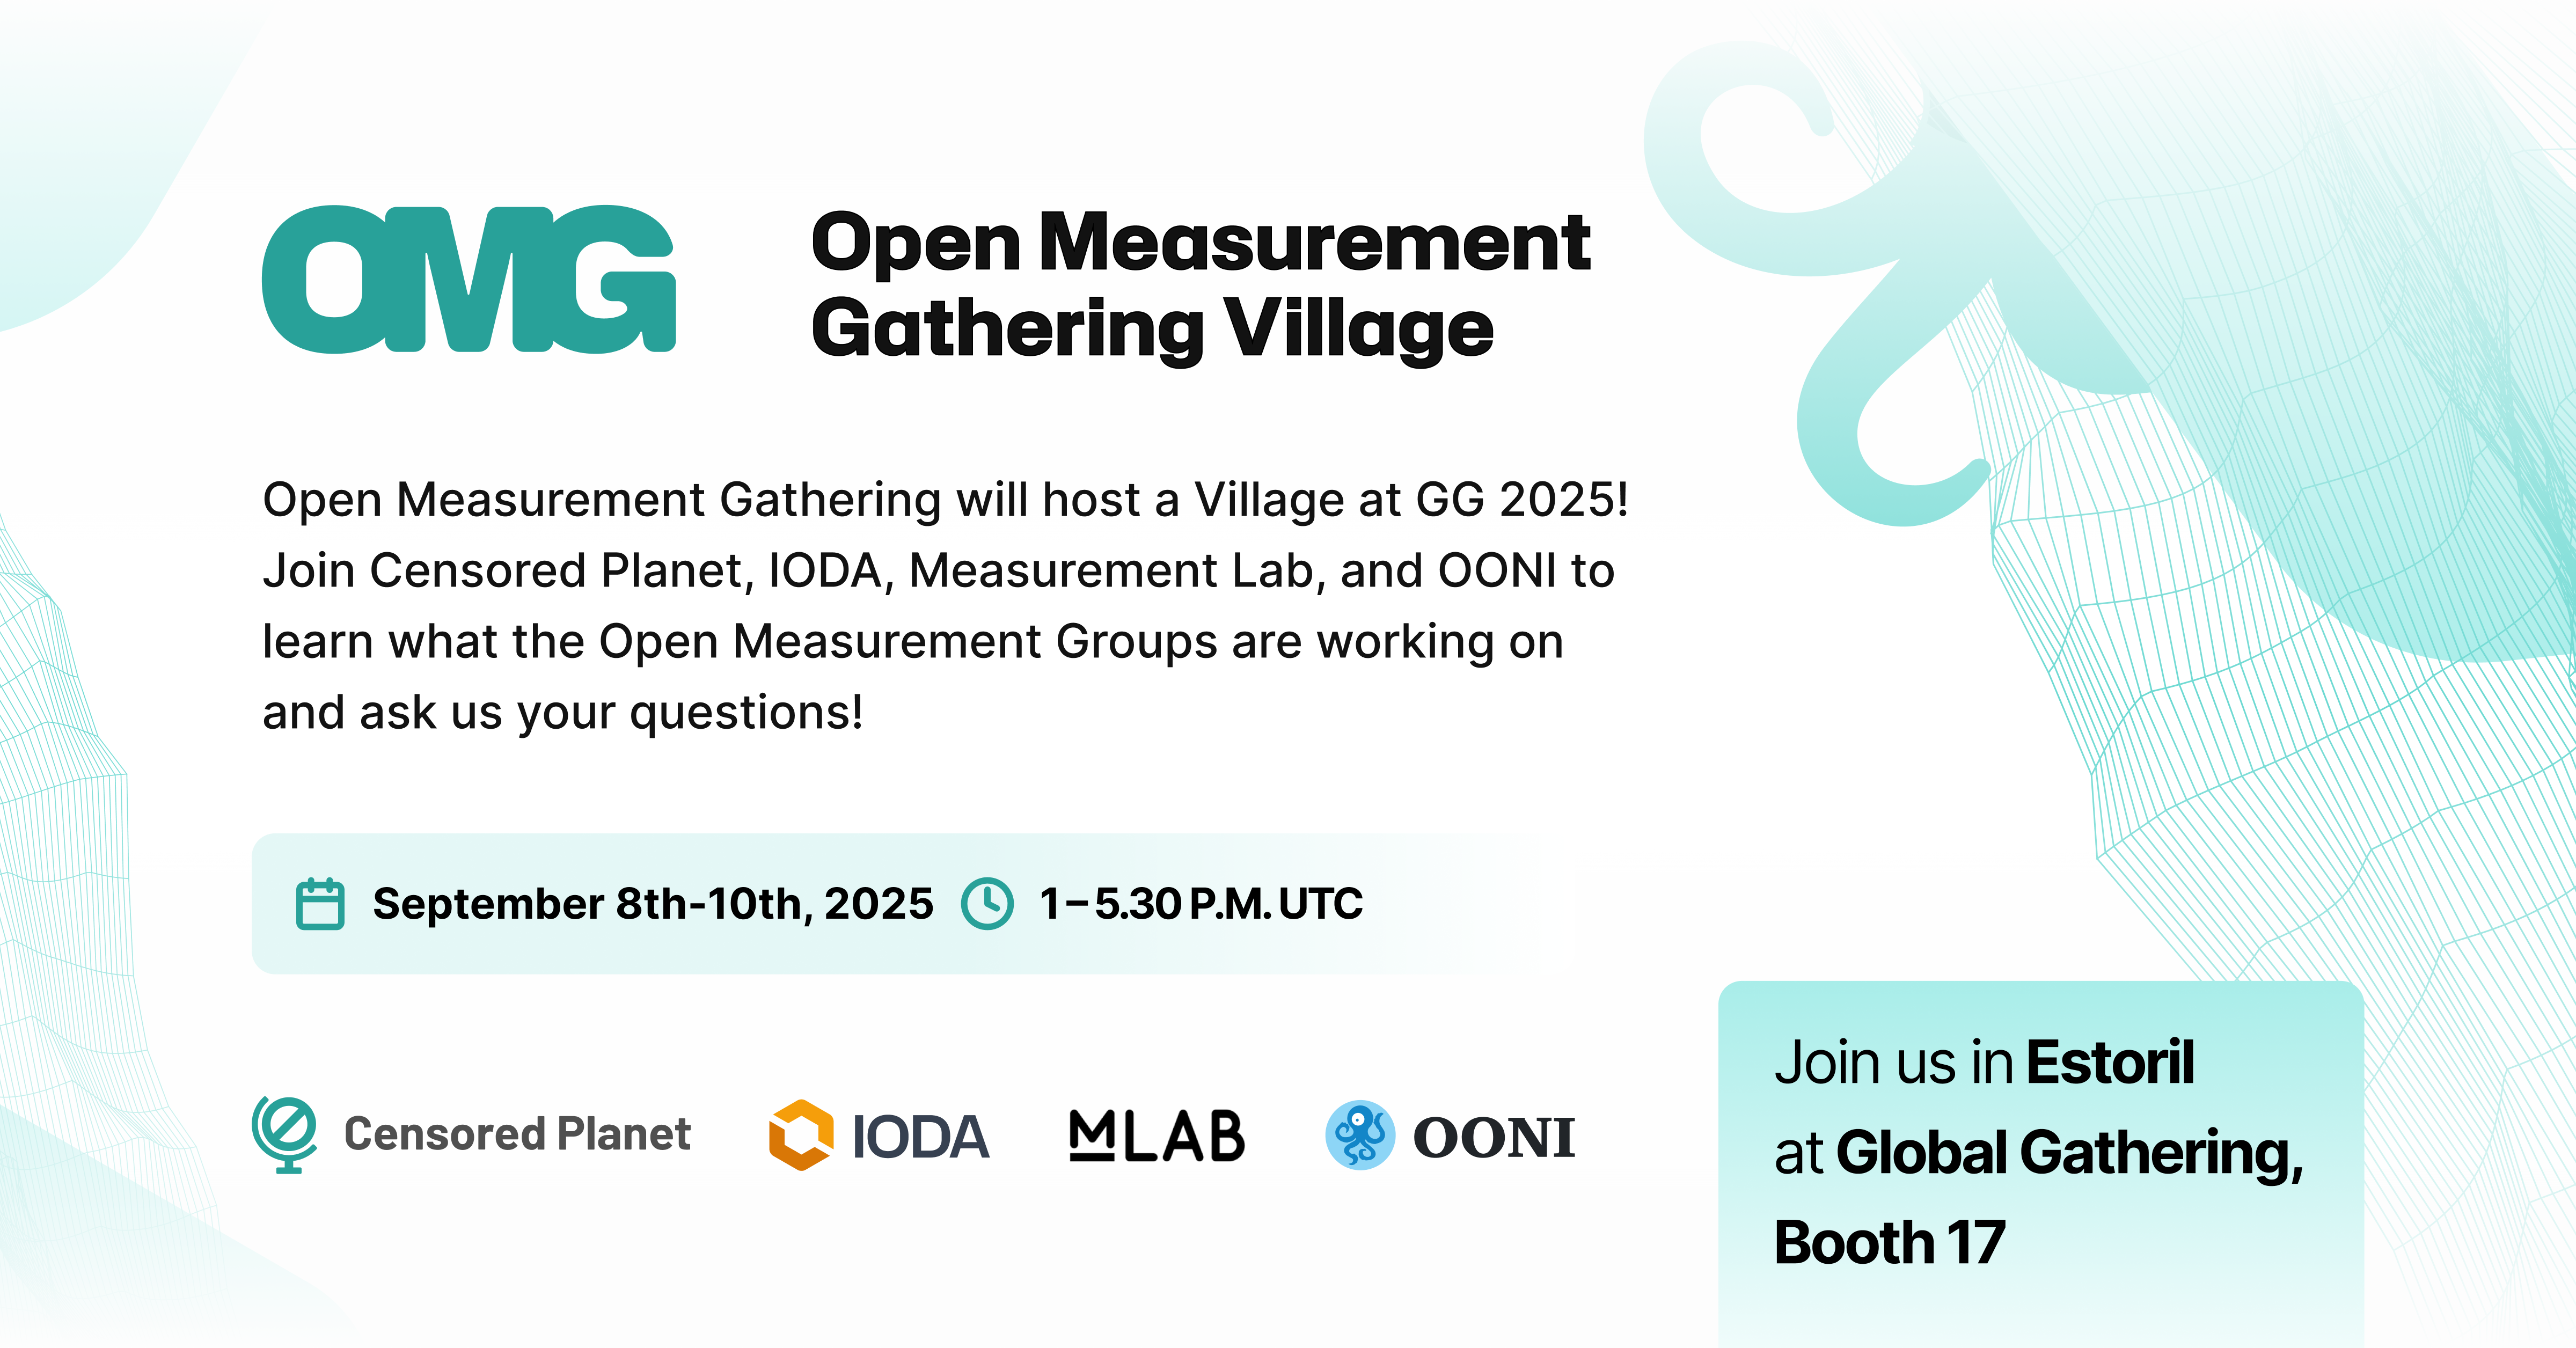 OMG
Open Measurement
Gathering Village
Open Measurement Gathering will host a Village at GG 2025!
Join Censored Planet, IODA, Measurement Lab, and OONI to
learn what the Open Measurement Groups are working on
and ask us your questions!
September 8th-10th, 2025 1 – 5.30 P.M. UTC
Censored Planet IODA MLAB OONI
Join us in Estoril
at Global Gathering,
Booth 17